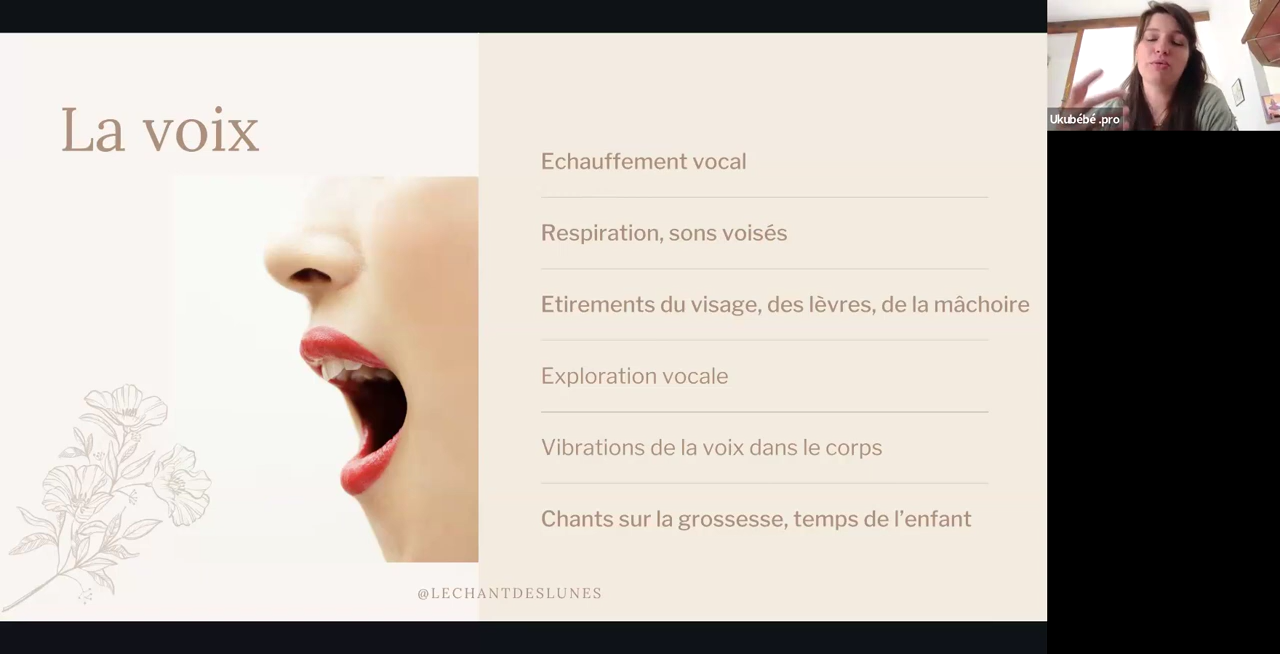 La voix
Echauffement vocal
Respiration, sons voisés
Etirements du visage, des lèvres, de la mâchoire
Exploration vocale
Vibrations de la voix dans le corps
Chants sur la grossesse, temps de l’enfant
@LECHANTDESLUNES
Ukubébé .pro